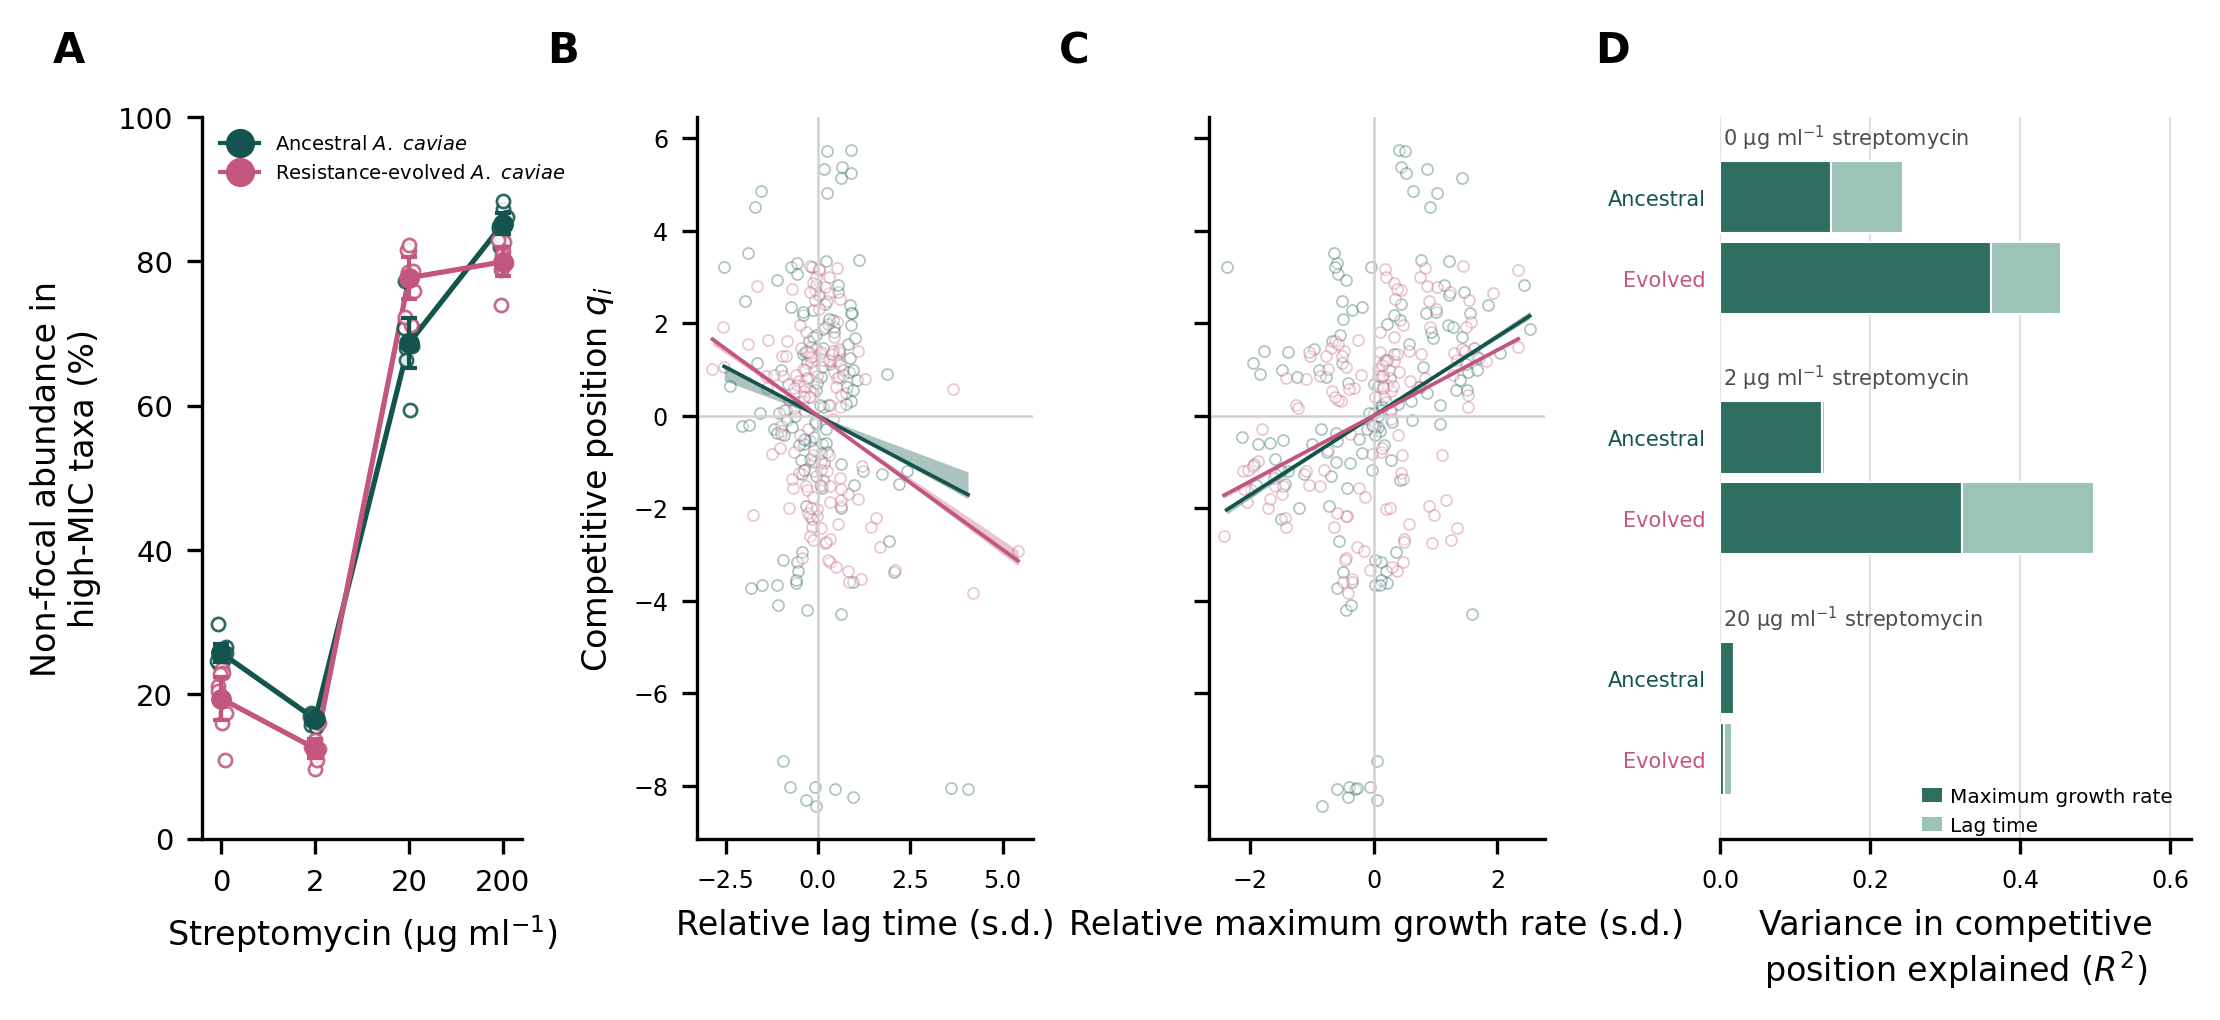 A
B
C
D
Non-focal abundance in
high-MIC taxa (%)
100
80
60
40
20
0
Ancestral A. caviae
Resistance-evolved A. caviae
0 2 20 200
Streptomycin (µg ml⁻¹)
Competitive position qᵢ
6
4
2
0
−2
−4
−6
−8
−2.5 0.0 2.5 5.0
Relative lag time (s.d.)
−2 0 2
Relative maximum growth rate (s.d.)
0 µg ml⁻¹ streptomycin
Ancestral
Evolved
2 µg ml⁻¹ streptomycin
Ancestral
Evolved
20 µg ml⁻¹ streptomycin
Ancestral
Evolved
Maximum growth rate
Lag time
0.0 0.2 0.4 0.6
Variance in competitive
position explained (R²)